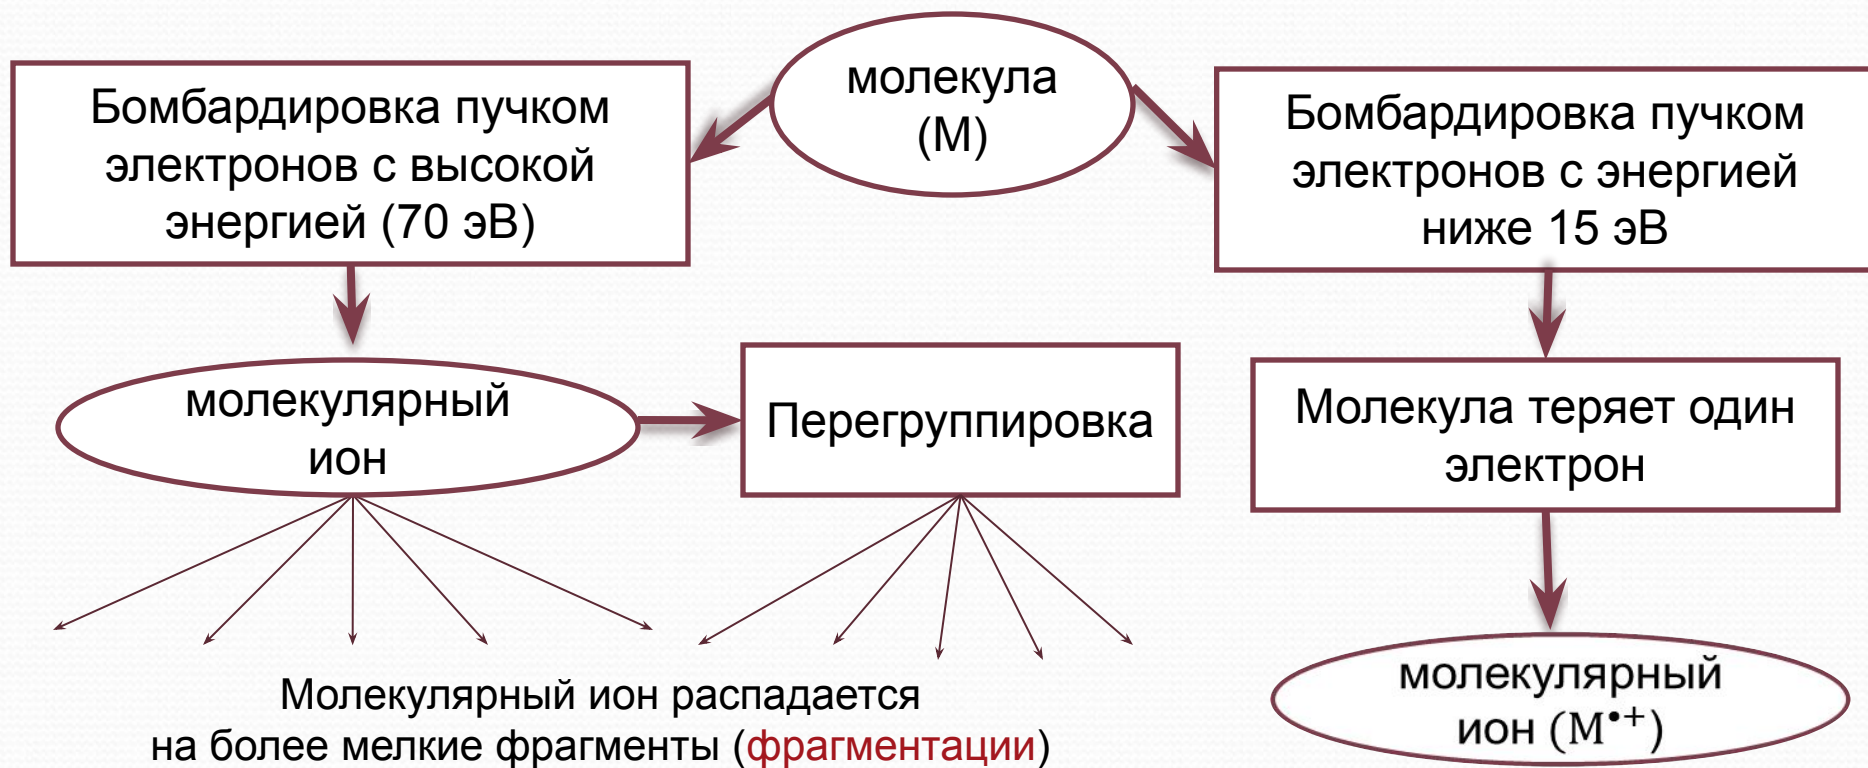 молекула
(М)
Бомбардировка пучком
электронов с высокой
энергией (70 эВ)
Бомбардировка пучком
электронов с энергией
ниже 15 эВ
молекулярный
ион
Перегруппировка
Молекула теряет один
электрон
Молекулярный ион распадается
на более мелкие фрагменты (фрагментации)
молекулярный
ион (M•+)